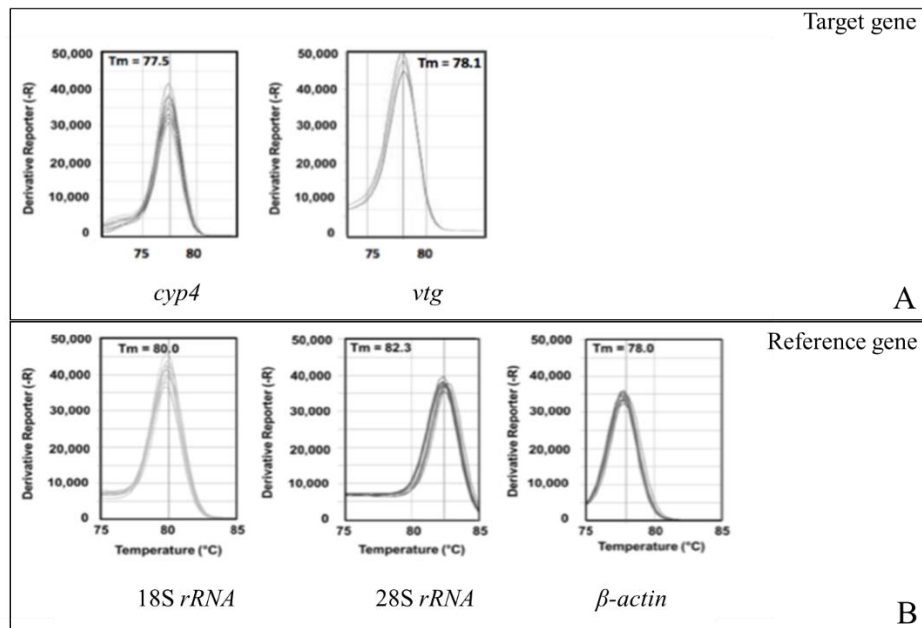 Target gene
Tm = 77.5
50,000
40,000
30,000
20,000
10,000
0
Derivative Reporter (-R)
75 80
cyp4
Tm = 78.1
50,000
40,000
30,000
20,000
10,000
0
Derivative Reporter (-R)
75 80
vtg
A
Reference gene
Tm = 80.0
50,000
40,000
30,000
20,000
10,000
0
Derivative Reporter (-R)
75 80 85
Temperature (°C)
18S rRNA
Tm = 82.3
50,000
40,000
30,000
20,000
10,000
0
Derivative Reporter (-R)
75 80 85
Temperature (°C)
28S rRNA
Tm = 78.0
50,000
40,000
30,000
20,000
10,000
0
Derivative Reporter (-R)
75 80 85
Temperature (°C)
β-actin
B